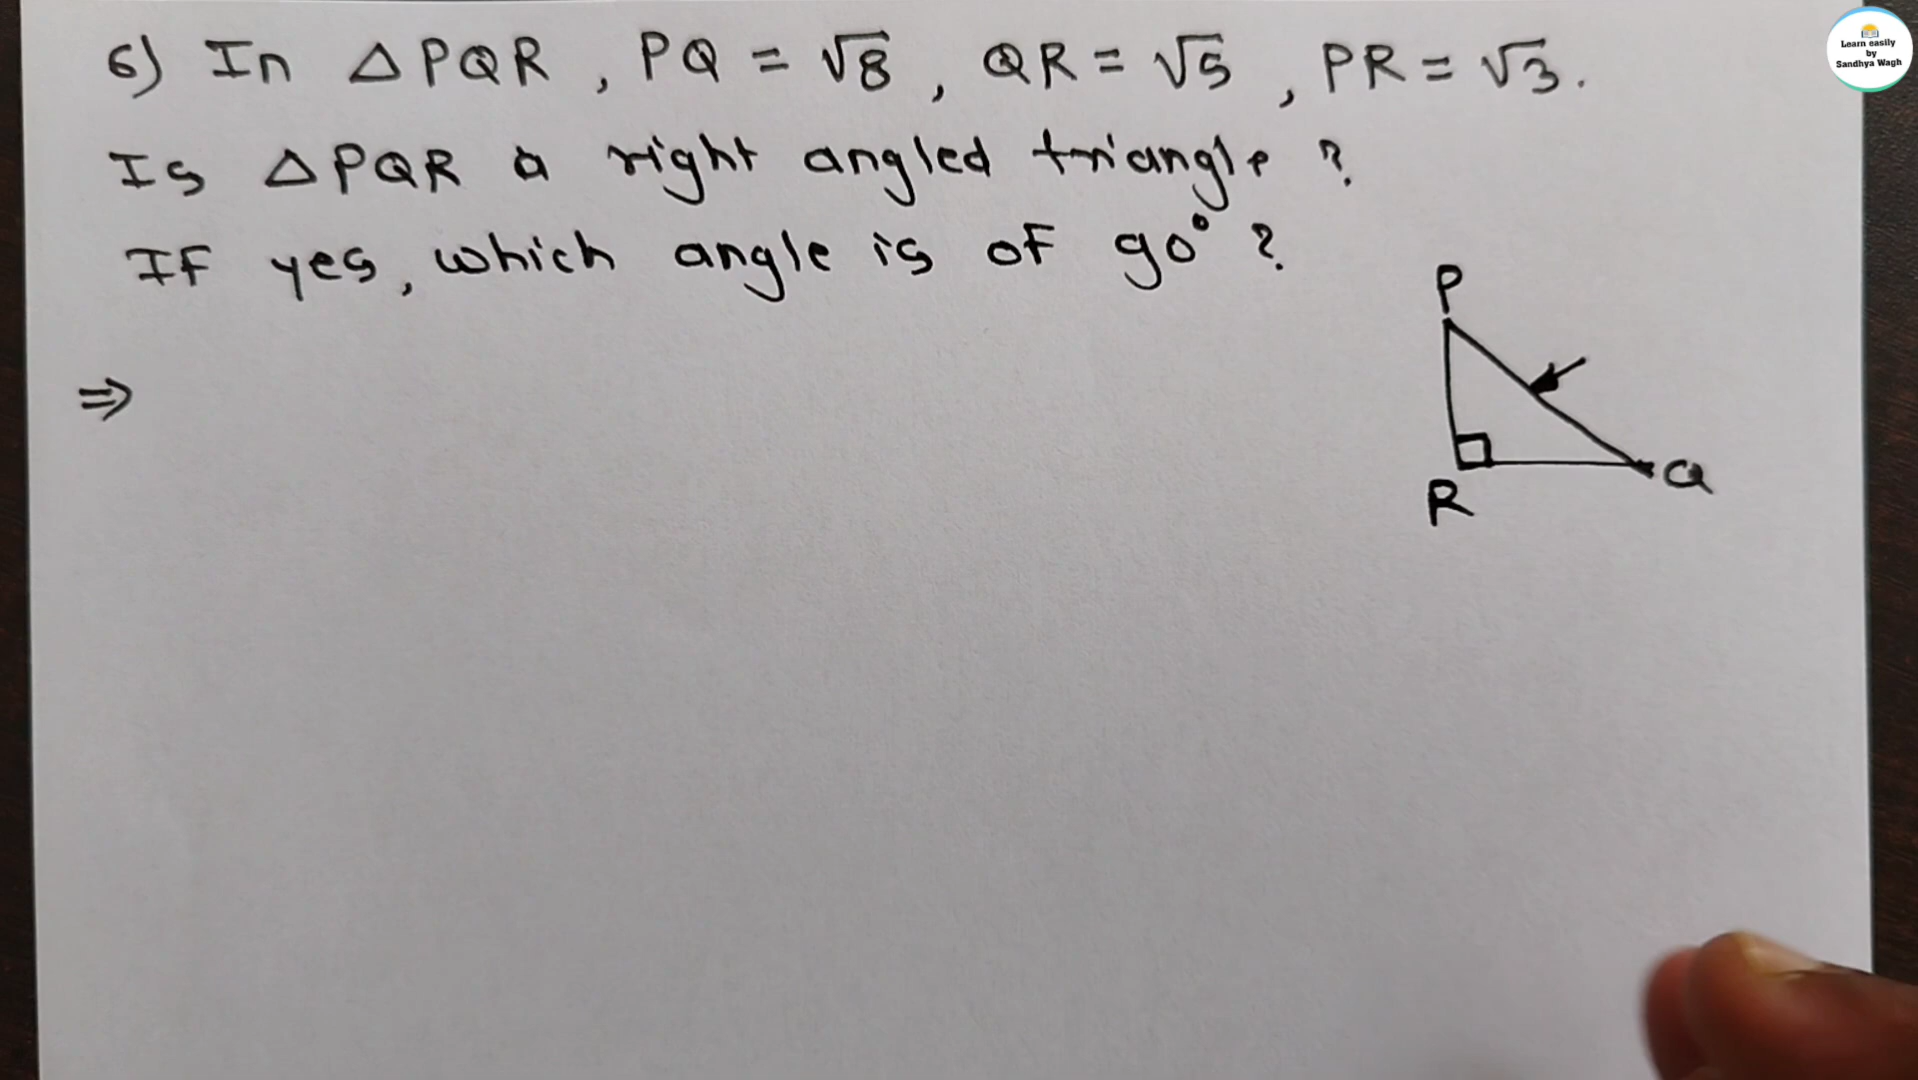 6) In △PQR, PQ = √8, QR = √5, PR = √3.
Is △PQR a right angled triangle?
If yes, which angle is of 90°?
⇒
P
R
Q
Learn easily
by
Sandhya Wagh